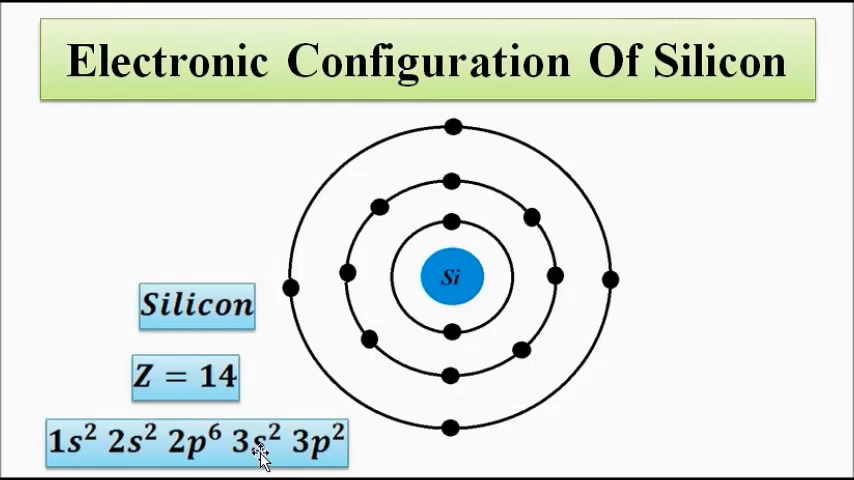 Electronic Configuration Of Silicon
Si
Silicon
Z = 14
1s² 2s² 2p⁶ 3s² 3p²